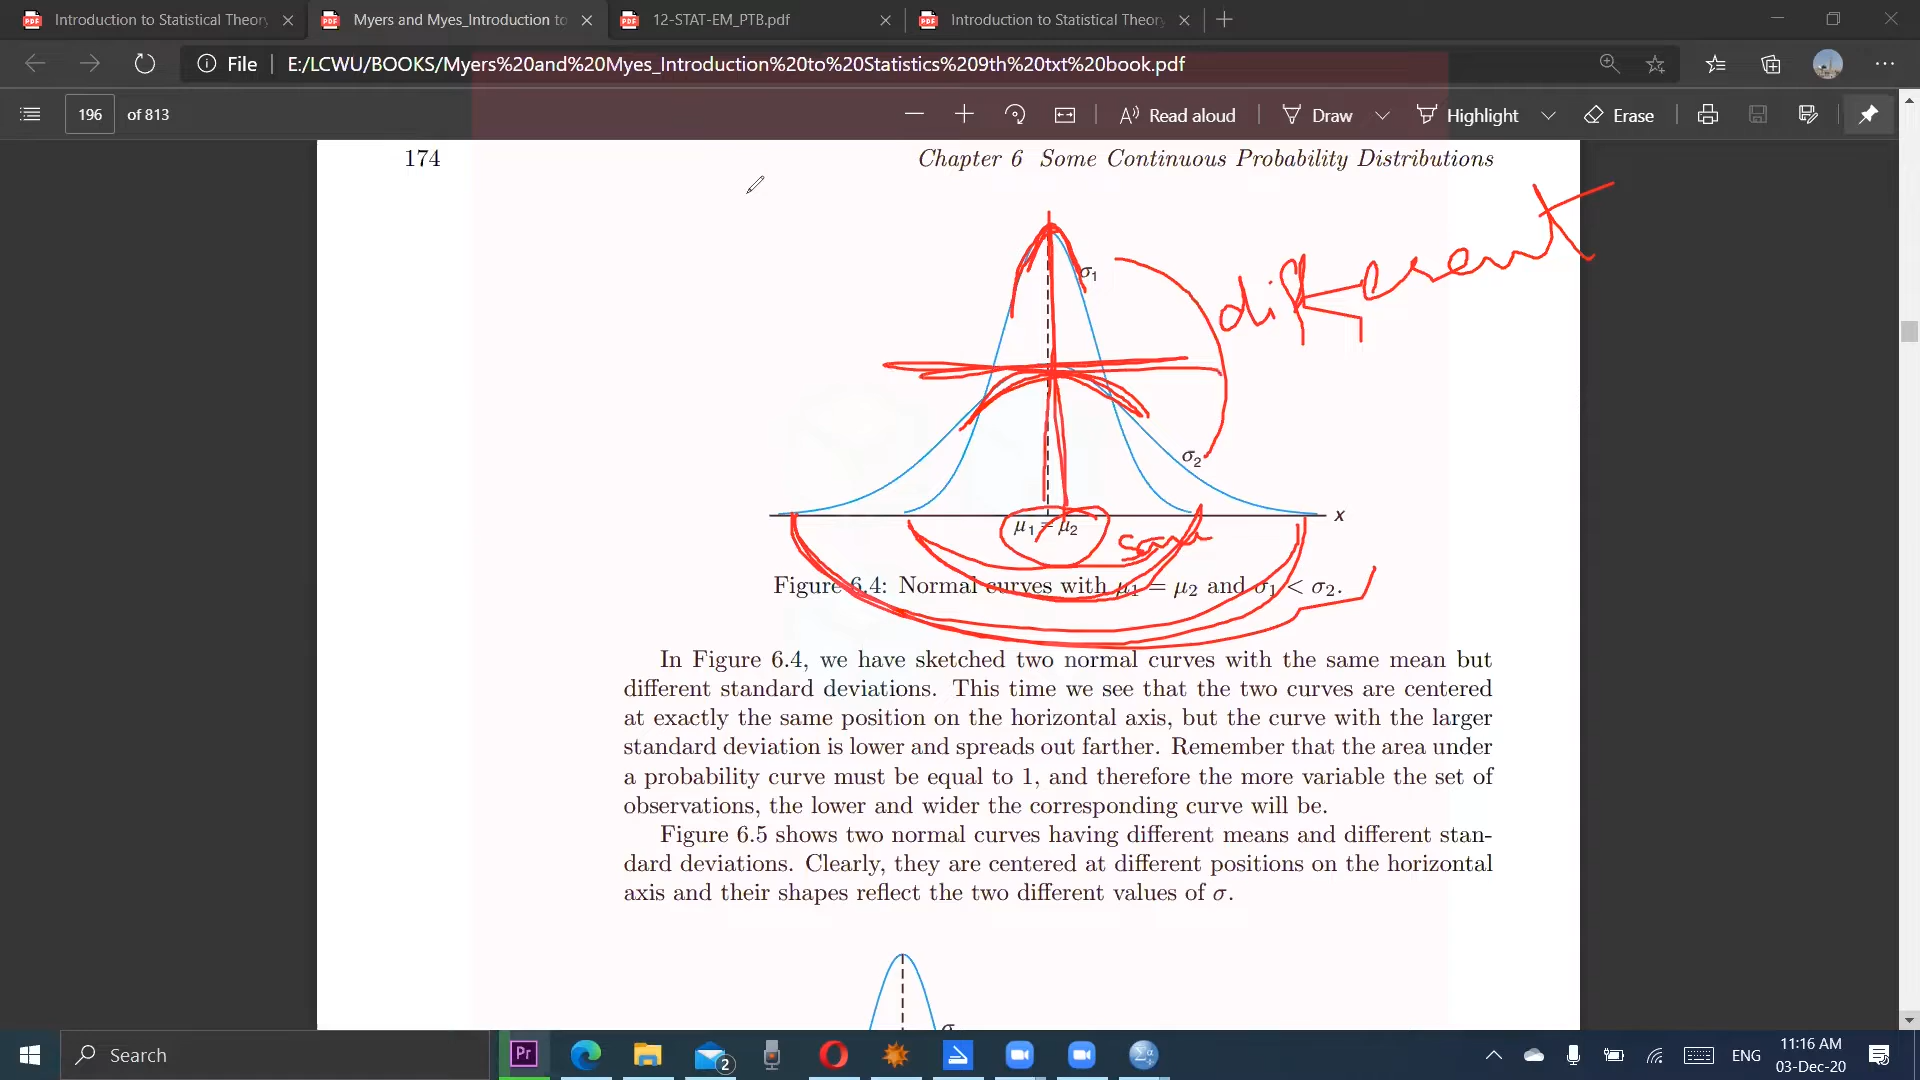 Introduction to Statistical Theory
Myers and Myes_Introduction to
12-STAT-EM_PTB.pdf
Introduction to Statistical Theory
File
E:/LCWU/BOOKS/Myers%20and%20Myes_Introduction%20to%20Statistics%209th%20txt%20book.pdf
196 of 813
Read aloud
Draw
Highlight
Erase
174
Chapter 6 Some Continuous Probability Distributions
different
σ1
σ2
μ1 = μ2
x
same
Figure 6.4: Normal curves with μ1 = μ2 and σ1 < σ2.
In Figure 6.4, we have sketched two normal curves with the same mean but
different standard deviations. This time we see that the two curves are centered
at exactly the same position on the horizontal axis, but the curve with the larger
standard deviation is lower and spreads out farther. Remember that the area under
a probability curve must be equal to 1, and therefore the more variable the set of
observations, the lower and wider the corresponding curve will be.
Figure 6.5 shows two normal curves having different means and different stan-
dard deviations. Clearly, they are centered at different positions on the horizontal
axis and their shapes reflect the two different values of σ.
Search
Pr
2
ENG
11:16 AM
03-Dec-20